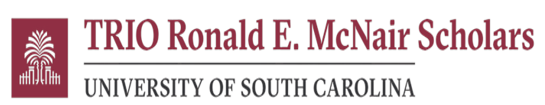 TRIO Ronald E. McNair Scholars
UNIVERSITY OF SOUTH CAROLINA